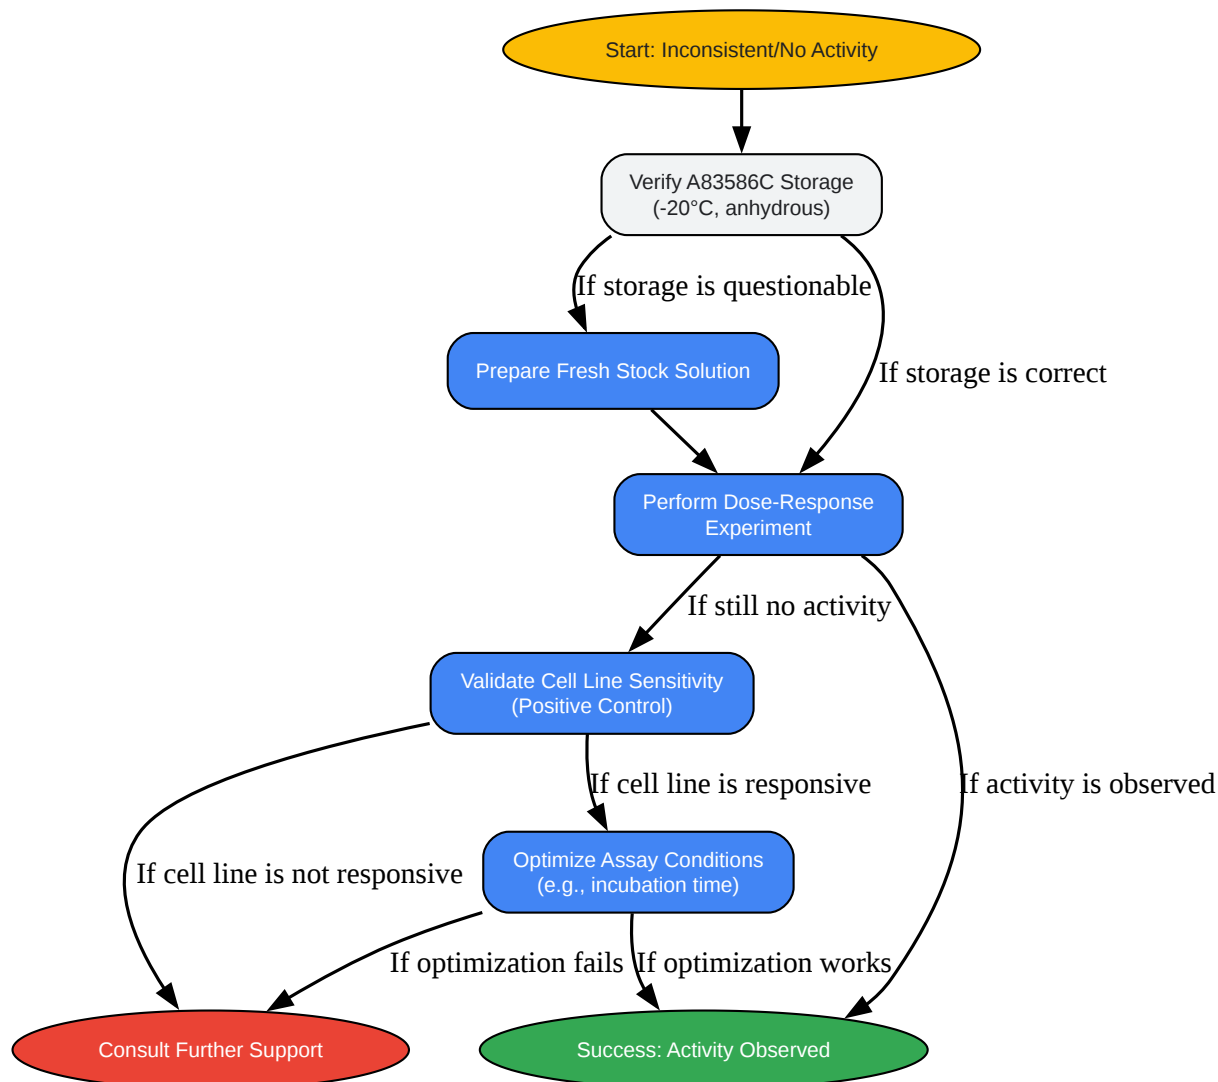 Start: Inconsistent/No Activity
Verify A83586C Storage
(-20°C, anhydrous)
If storage is questionable
Prepare Fresh Stock Solution
If storage is correct
Perform Dose-Response
Experiment
If still no activity
Validate Cell Line Sensitivity
(Positive Control)
If cell line is responsive
If activity is observed
Optimize Assay Conditions
(e.g., incubation time)
If cell line is not responsive
If optimization fails
If optimization works
Consult Further Support
Success: Activity Observed